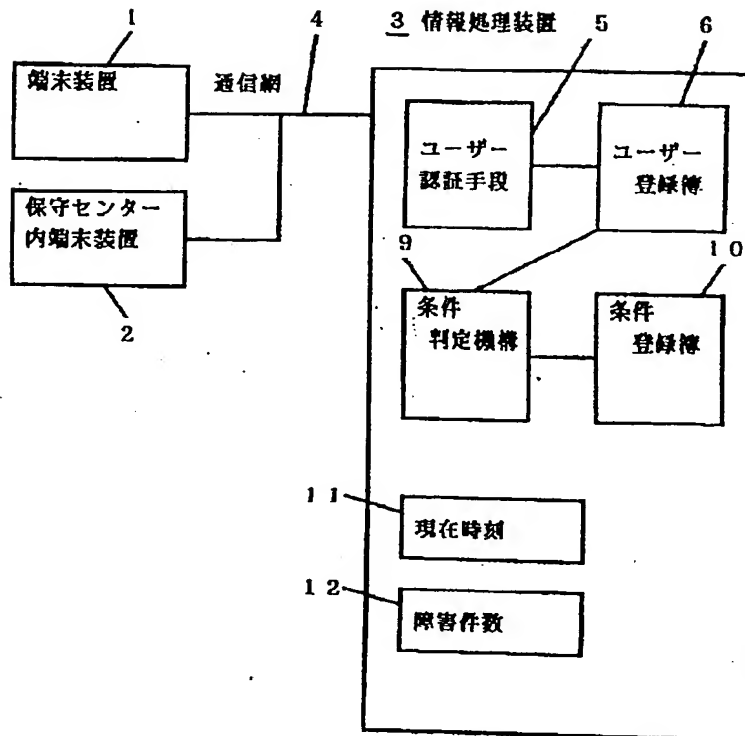 1
3 情報処理装置
5
6
端末装置
通信網
4
ユーザー
認証手段
ユーザー
登録簿
保守センター
内端末装置
2
9
10
条件
判定機構
条件
登録簿
11
現在時刻
12
障害件数